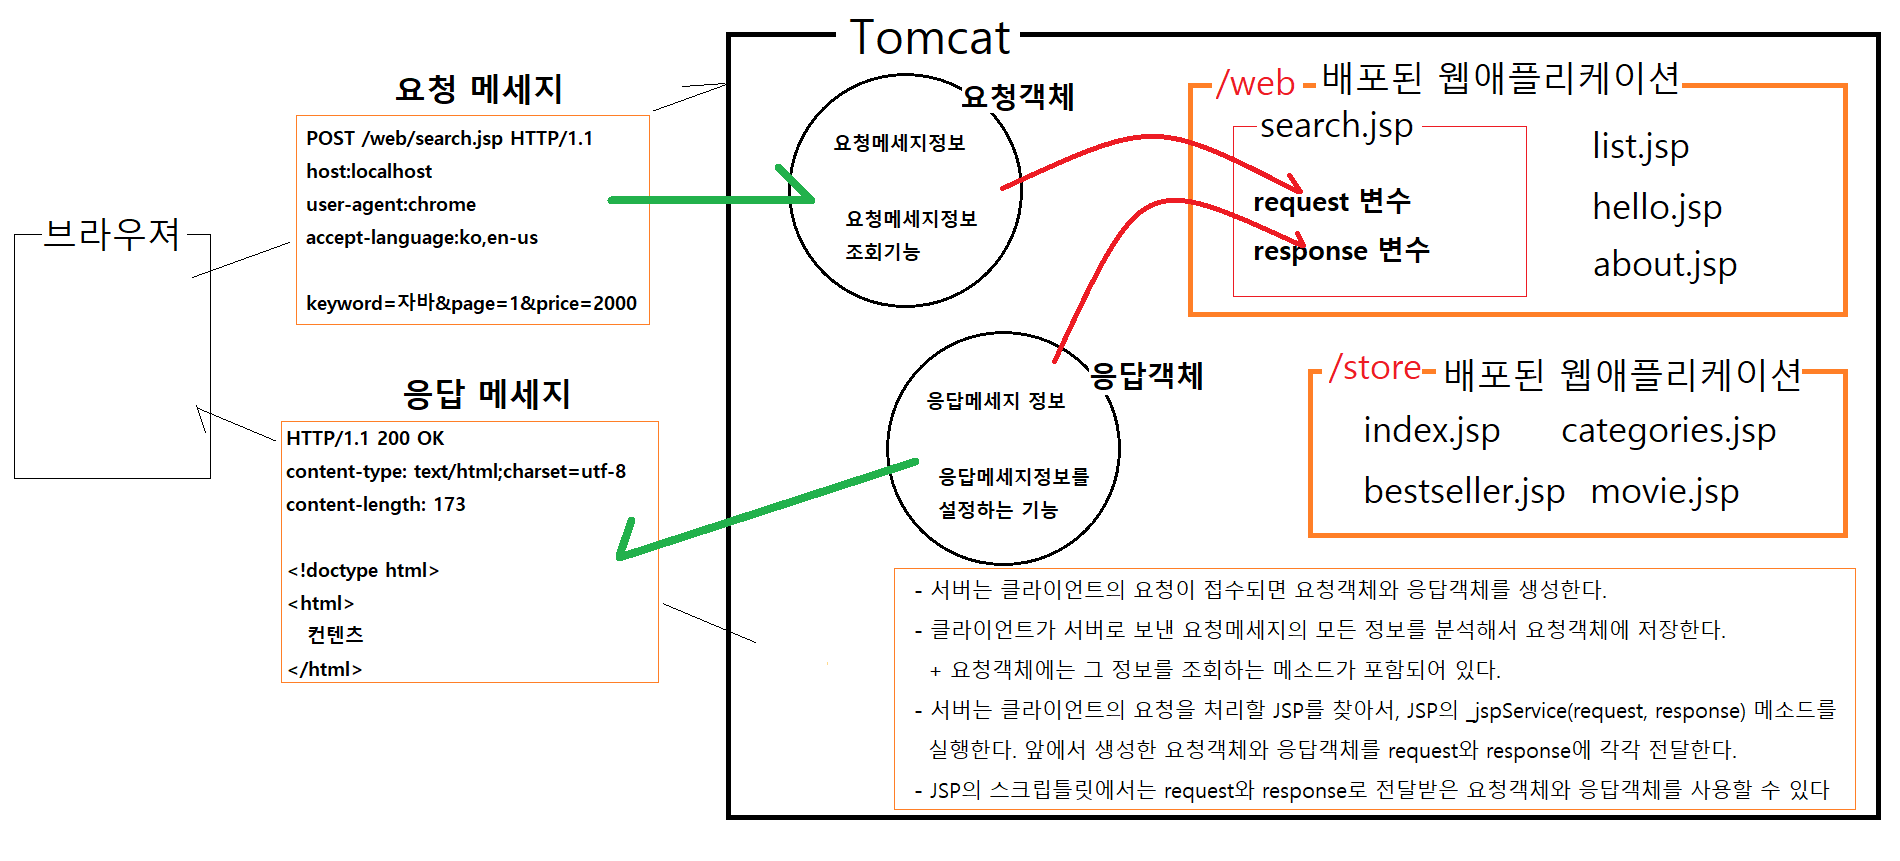 Tomcat
요청 메세지
POST /web/search.jsp HTTP/1.1
host:localhost
user-agent:chrome
accept-language:ko,en-us
keyword=자바&page=1&price=2000
브라우져
응답 메세지
HTTP/1.1 200 OK
content-type: text/html;charset=utf-8
content-length: 173
<!doctype html>
<html>
컨텐츠
</html>
요청객체
요청메세지정보
요청메세지정보
조회기능
응답객체
응답메세지 정보
응답메세지정보를
설정하는 기능
/web 배포된 웹애플리케이션
search.jsp
request 변수
response 변수
list.jsp
hello.jsp
about.jsp
/store 배포된 웹애플리케이션
index.jsp categories.jsp
bestseller.jsp movie.jsp
- 서버는 클라이언트의 요청이 접수되면 요청객체와 응답객체를 생성한다.
- 클라이언트가 서버로 보낸 요청메세지의 모든 정보를 분석해서 요청객체에 저장한다.
+ 요청객체에는 그 정보를 조회하는 메소드가 포함되어 있다.
- 서버는 클라이언트의 요청을 처리할 JSP를 찾아서, JSP의 _jspService(request, response) 메소드를
실행한다. 앞에서 생성한 요청객체와 응답객체를 request와 response에 각각 전달한다.
- JSP의 스크립틀릿에서는 request와 response로 전달받은 요청객체와 응답객체를 사용할 수 있다